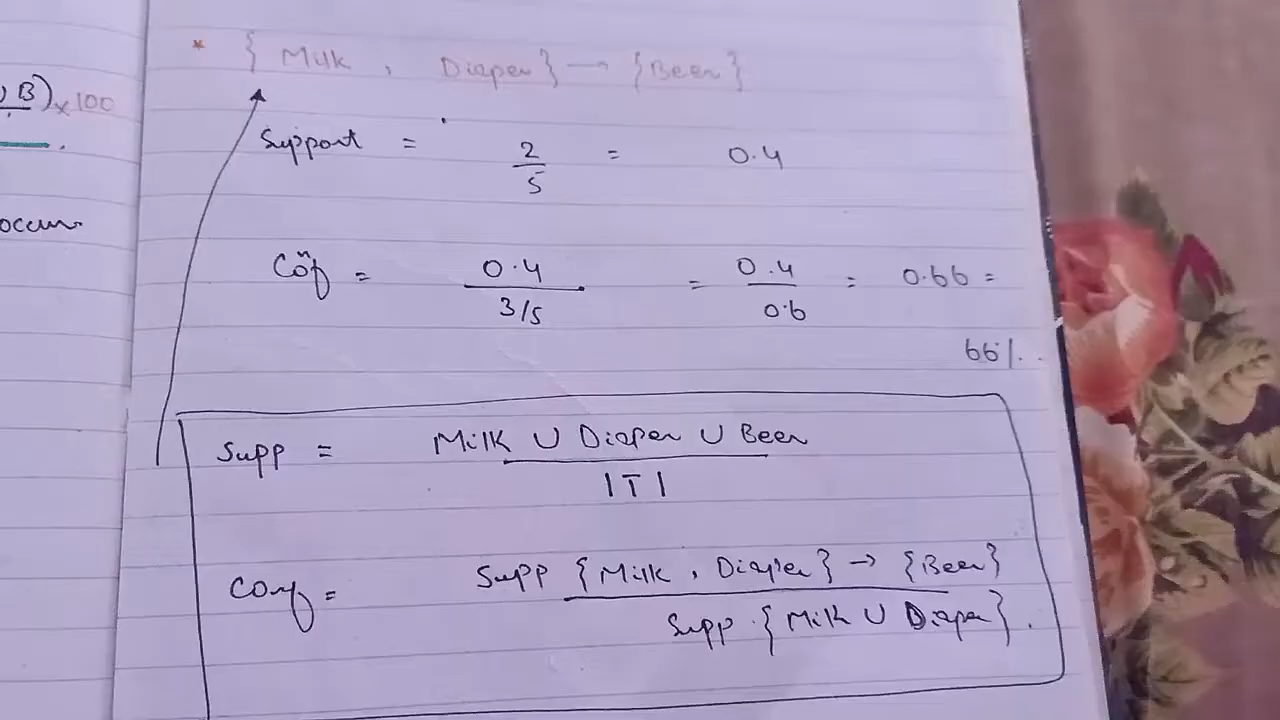 ∪ B) x 100
occur
* { Milk , Diaper} → {Beer}
Support = 2/5 = 0.4
Conf = 0.4 / 3/5 = 0.4/0.6 = 0.66 =
66%.
Supp = Milk ∪ Diaper ∪ Beer
|T|
Conf = Supp {Milk , Diaper} → {Beer}
Supp {Milk ∪ Diaper}.